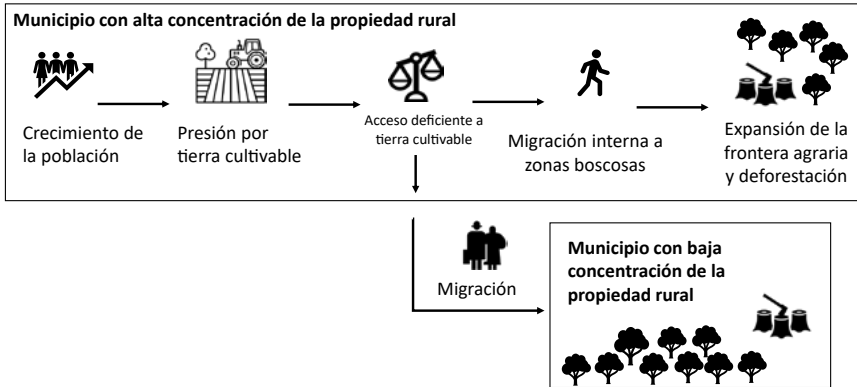 Municipio con alta concentración de la propiedad rural
Crecimiento de
la población
Presión por
tierra cultivable
Acceso deficiente a
tierra cultivable
Migración interna a
zonas boscosas
Expansión de la
frontera agraria
y deforestación
Migración
Municipio con baja
concentración de la
propiedad rural